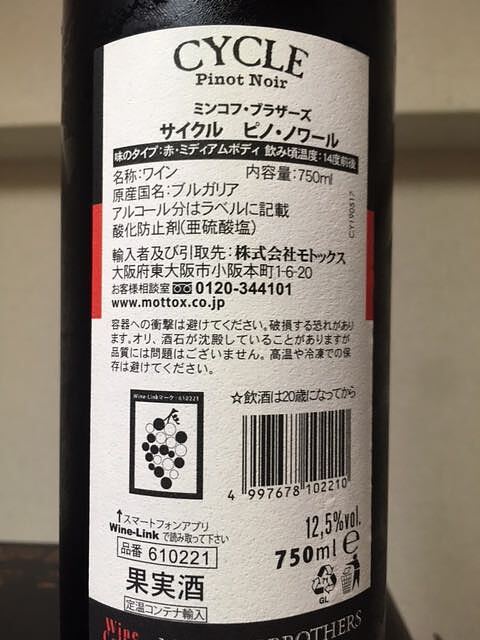 CYCLE
Pinot Noir
ミンコフ・ブラザーズ
サイクル ピノ・ノワール
味のタイプ:赤・ミディアムボディ 飲み頃温度:14度前後
名称:ワイン 内容量:750ml
原産国名:ブルガリア
アルコール分はラベルに記載
酸化防止剤(亜硫酸塩)
CY190317
輸入者及び引取先:株式会社モトックス
大阪府東大阪市小阪本町1-6-20
お客様相談室 0120-344101
www.mottox.co.jp
容器への衝撃は避けてください。破損する恐れがあり
ます。オリ、酒石が沈殿していることがありますが
品質には問題はございません。高温や冷凍での保
存は避けてください。
Wine-Linkマーク:610221
☆飲酒は20歳になってから
4 997678 102210
↑スマートフォンアプリ
Wine-Link で読み取って下さい
品番 610221
果実酒
定温コンテナ輸入
12,5%vol.
750ml e
GL
Wine
BROTHERS